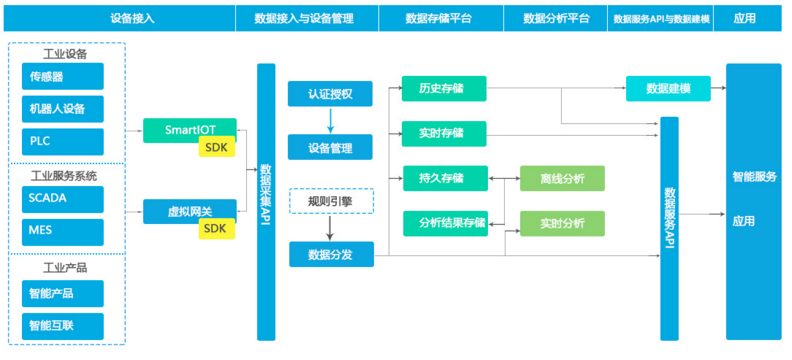 设备接入
数据接入与设备管理
数据存储平台
数据分析平台
数据服务API与数据建模
应用
工业设备
传感器
机器人设备
PLC
工业服务系统
SCADA
MES
工业产品
智能产品
智能互联
SmartIOT
SDK
虚拟网关
SDK
数据采集API
认证授权
设备管理
规则引擎
数据分发
历史存储
实时存储
持久存储
分析结果存储
离线分析
实时分析
数据建模
数据服务API
智能服务
应用